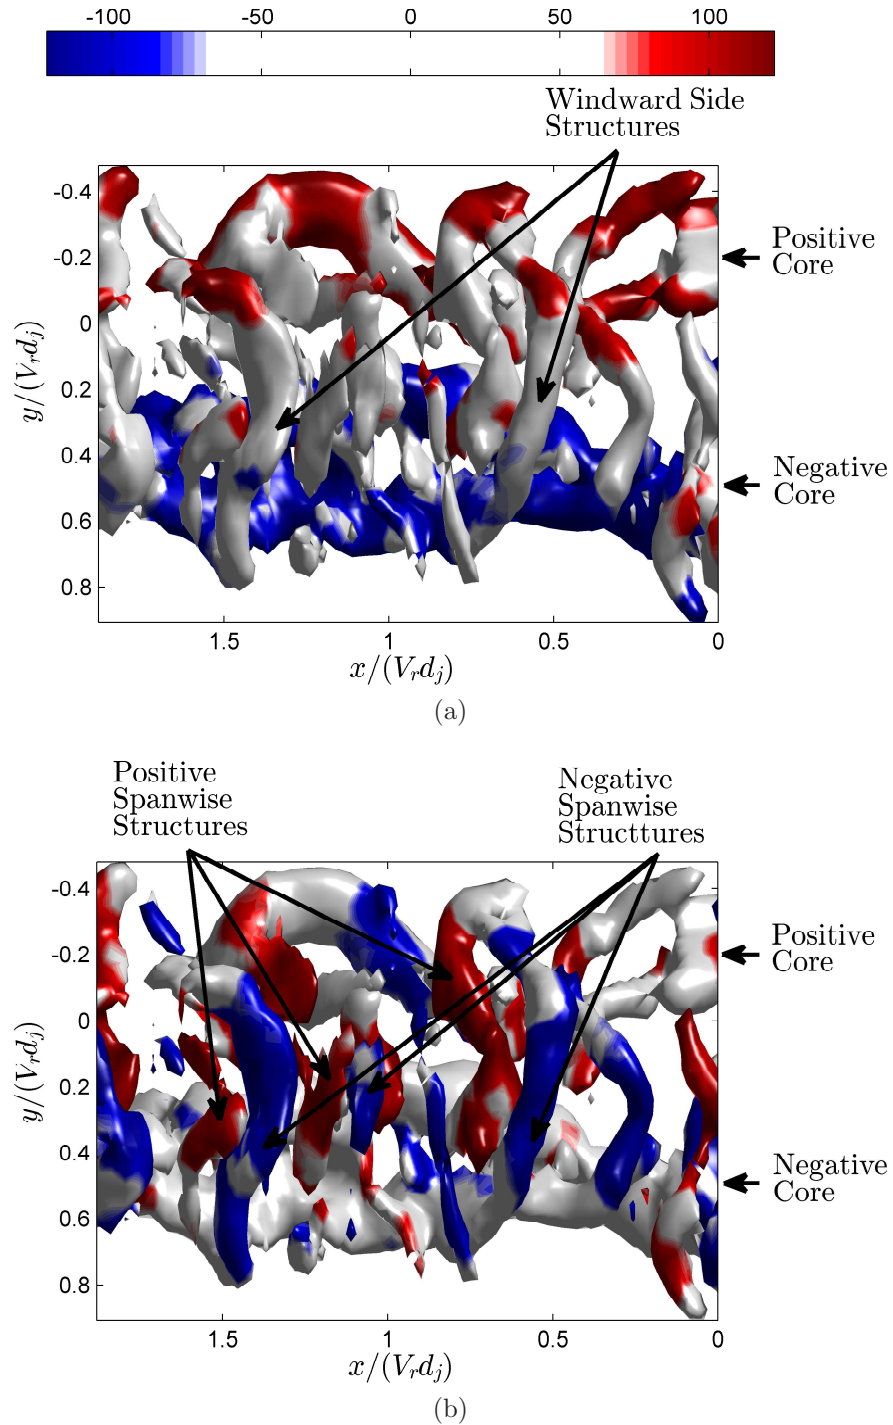 -100 -50 0 50 100
Windward Side
Structures
-0.4
-0.2
0
0.2
0.4
0.6
0.8
y/(V_r d_j)
Positive
Core
Negative
Core
1.5 1 0.5 0
x/(V_r d_j)
(a)
Positive
Spanwise
Structures
Negative
Spanwise
Structtures
-0.4
-0.2
0
0.2
0.4
0.6
0.8
y/(V_r d_j)
Positive
Core
Negative
Core
1.5 1 0.5 0
x/(V_r d_j)
(b)